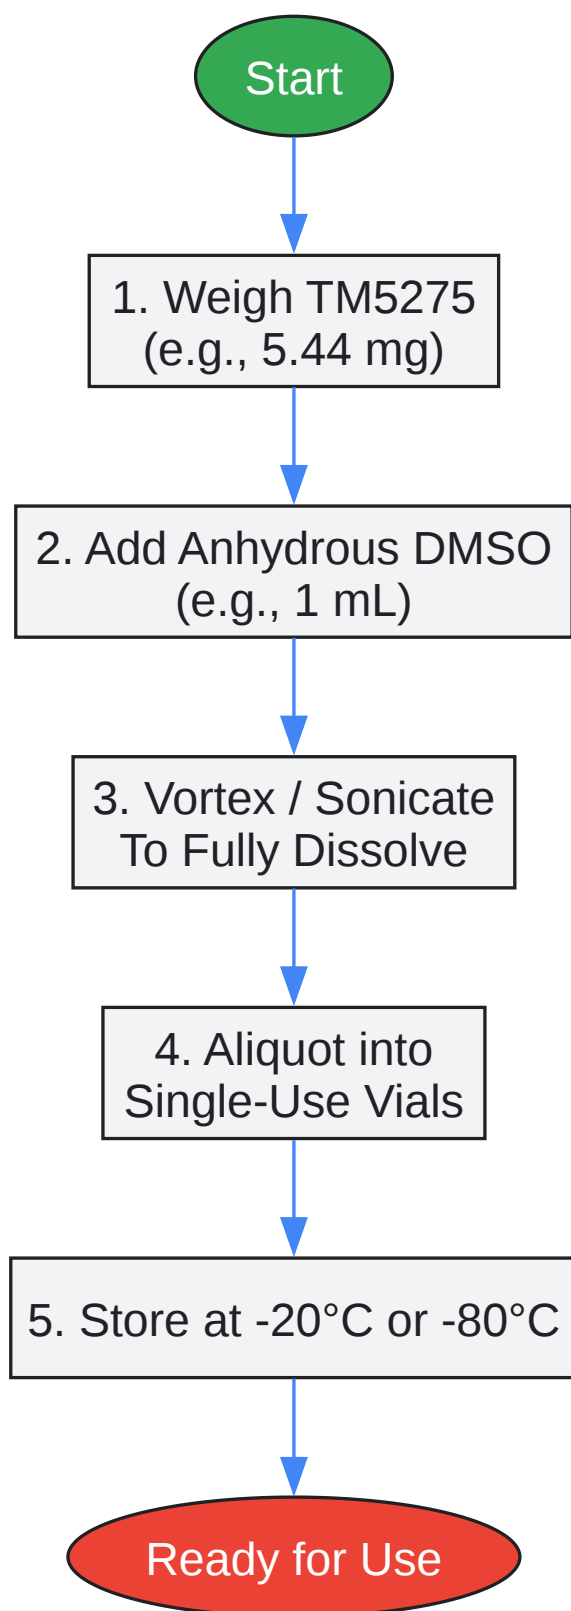 Start
1. Weigh TM5275
(e.g., 5.44 mg)
2. Add Anhydrous DMSO
(e.g., 1 mL)
3. Vortex / Sonicate
To Fully Dissolve
4. Aliquot into
Single-Use Vials
5. Store at -20°C or -80°C
Ready for Use